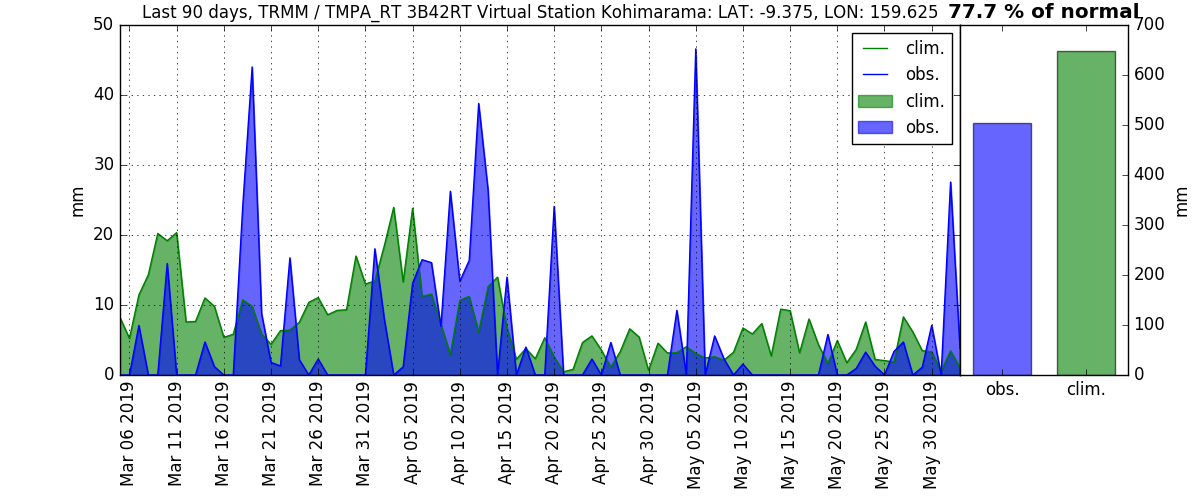 Last 90 days, TRMM / TMPA_RT 3B42RT Virtual Station Kohimarama: LAT: -9.375, LON: 159.625 77.7 % of normal
50
40
30
20
10
0
mm
clim.
obs.
clim.
obs.
700
600
500
400
300
200
100
0
mm
obs.
clim.
Mar 06 2019
Mar 11 2019
Mar 16 2019
Mar 21 2019
Mar 26 2019
Mar 31 2019
Apr 05 2019
Apr 10 2019
Apr 15 2019
Apr 20 2019
Apr 25 2019
Apr 30 2019
May 05 2019
May 10 2019
May 15 2019
May 20 2019
May 25 2019
May 30 2019